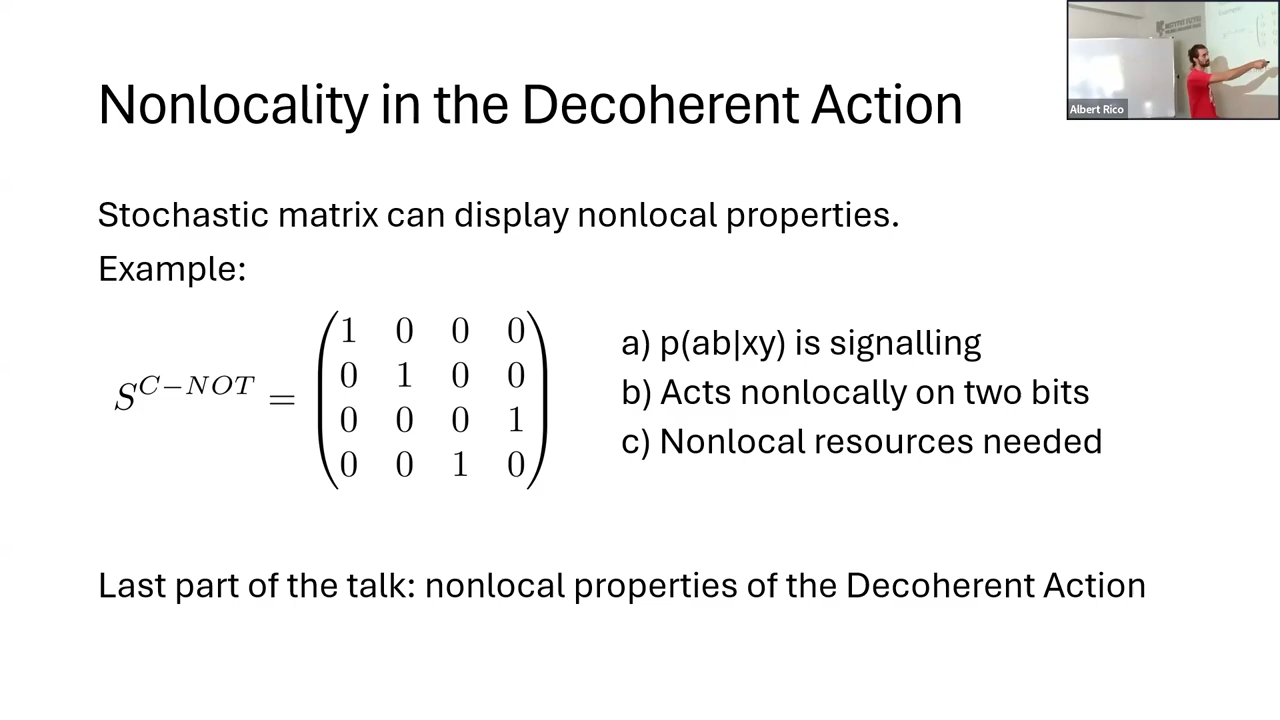 Nonlocality in the Decoherent Action
Stochastic matrix can display nonlocal properties.
Example:
S^{C−NOT} =
1 0 0 0
0 1 0 0
0 0 0 1
0 0 1 0
a) p(ab|xy) is signalling
b) Acts nonlocally on two bits
c) Nonlocal resources needed
Last part of the talk: nonlocal properties of the Decoherent Action
Albert Rico